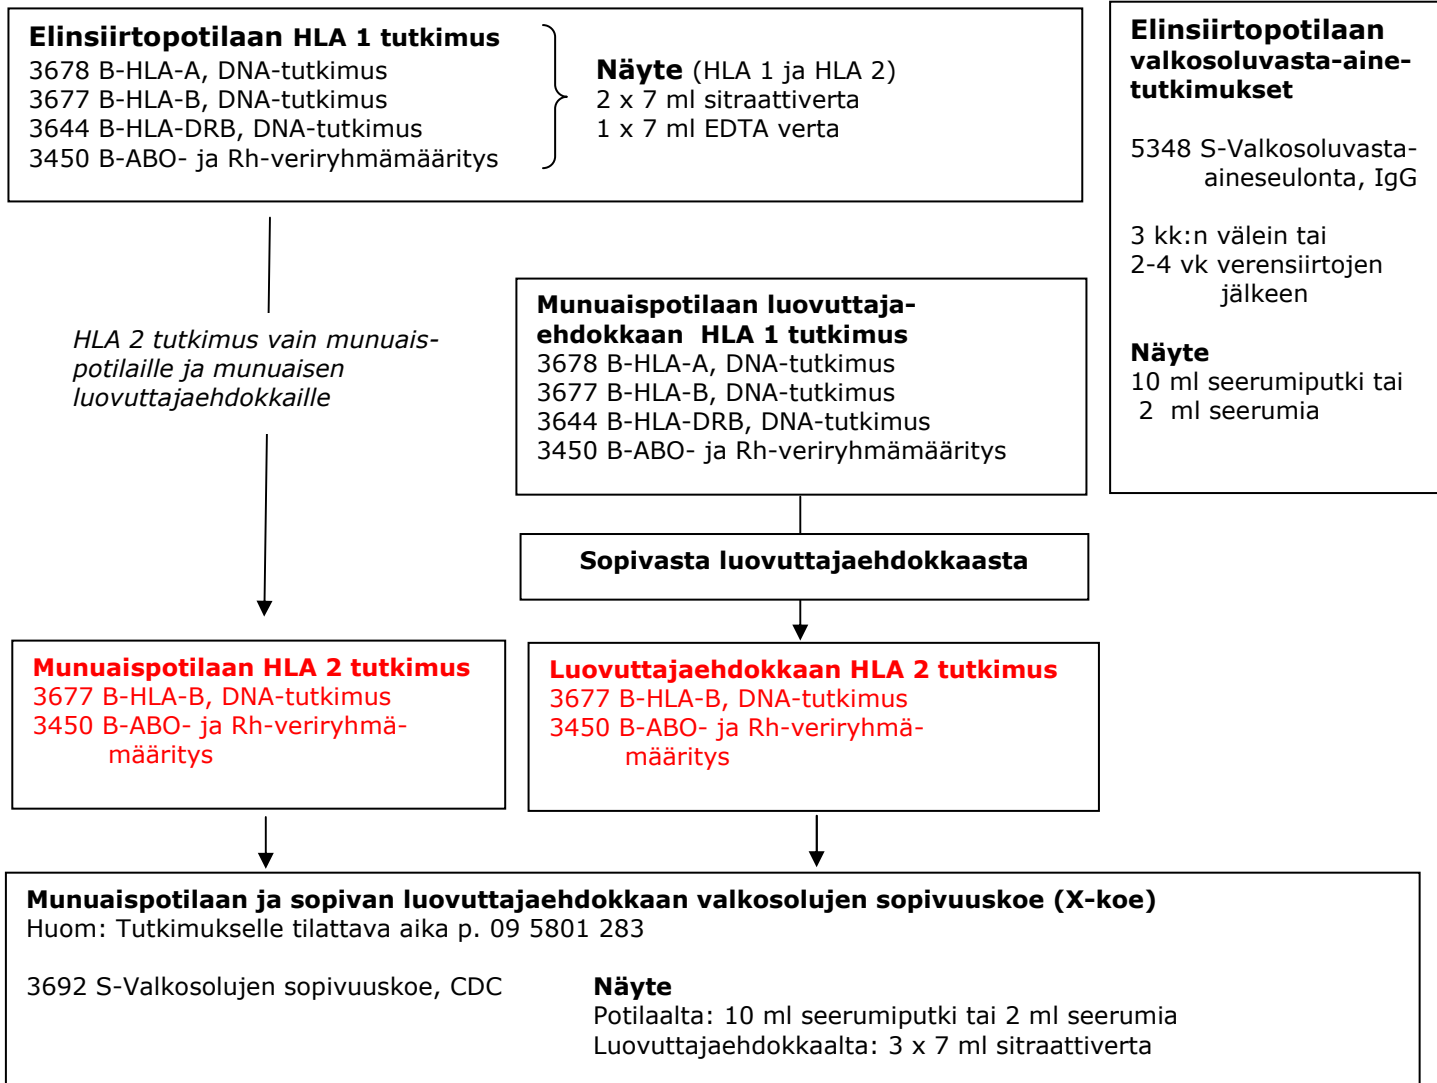 Elinsiirtopotilaan HLA 1 tutkimus
3678 B-HLA-A, DNA-tutkimus
3677 B-HLA-B, DNA-tutkimus
3644 B-HLA-DRB, DNA-tutkimus
3450 B-ABO- ja Rh-veriryhmämääritys
Näyte (HLA 1 ja HLA 2)
2 x 7 ml sitraattiverta
1 x 7 ml EDTA verta
Elinsiirtopotilaan
valkosoluvasta-aine-
tutkimukset
5348 S-Valkosoluvasta-
aineseulonta, IgG
3 kk:n välein tai
2-4 vk verensiirtojen
jälkeen
Näyte
10 ml seerumiputki tai
2 ml seerumia
HLA 2 tutkimus vain munuais-
potilaille ja munuaisen
luovuttajaehdokkaille
Munuaispotilaan luovuttaja-
ehdokkaan HLA 1 tutkimus
3678 B-HLA-A, DNA-tutkimus
3677 B-HLA-B, DNA-tutkimus
3644 B-HLA-DRB, DNA-tutkimus
3450 B-ABO- ja Rh-veriryhmämääritys
Sopivasta luovuttajaehdokkaasta
Munuaispotilaan HLA 2 tutkimus
3677 B-HLA-B, DNA-tutkimus
3450 B-ABO- ja Rh-veriryhmä-
määritys
Luovuttajaehdokkaan HLA 2 tutkimus
3677 B-HLA-B, DNA-tutkimus
3450 B-ABO- ja Rh-veriryhmä-
määritys
Munuaispotilaan ja sopivan luovuttajaehdokkaan valkosolujen sopivuuskoe (X-koe)
Huom: Tutkimukselle tilattava aika p. 09 5801 283
3692 S-Valkosolujen sopivuuskoe, CDC
Näyte
Potilaalta: 10 ml seerumiputki tai 2 ml seerumia
Luovuttajaehdokkaalta: 3 x 7 ml sitraattiverta